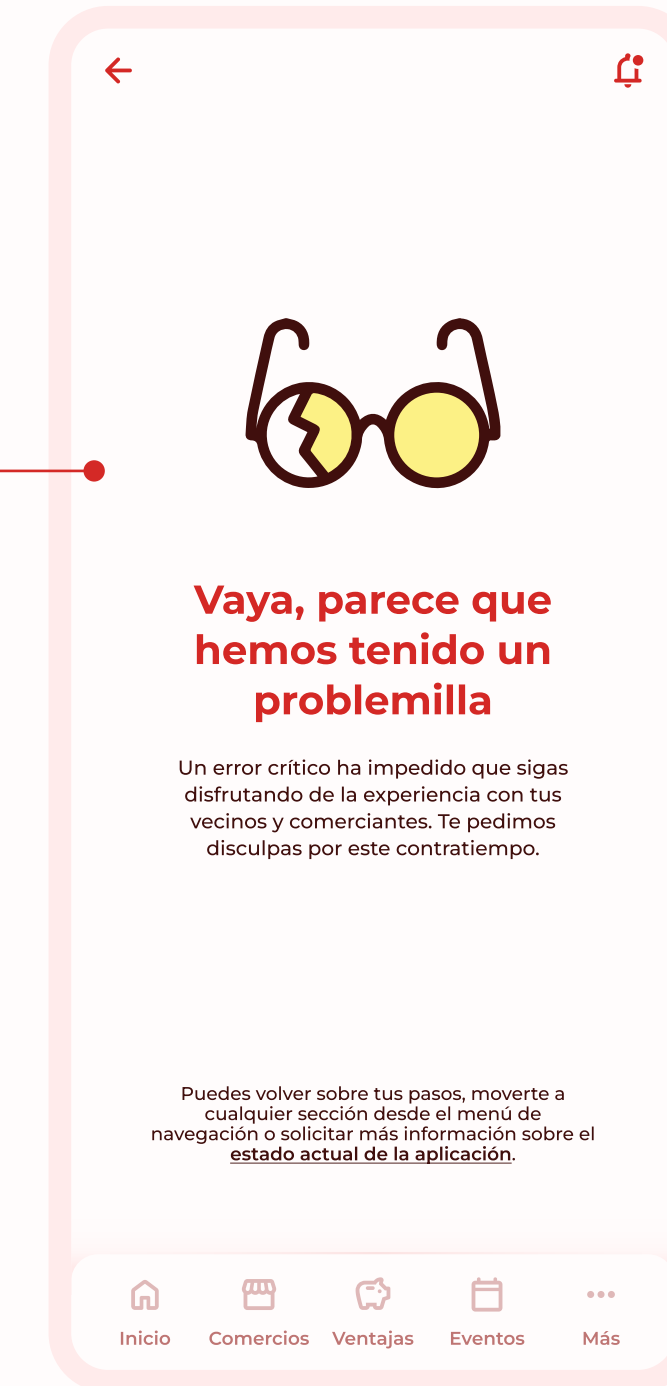 Vaya, parece que
hemos tenido un
problemilla
Un error crítico ha impedido que sigas
disfrutando de la experiencia con tus
vecinos y comerciantes. Te pedimos
disculpas por este contratiempo.
Puedes volver sobre tus pasos, moverte a
cualquier sección desde el menú de
navegación o solicitar más información sobre el
estado actual de la aplicación.
Inicio Comercios Ventajas Eventos Más